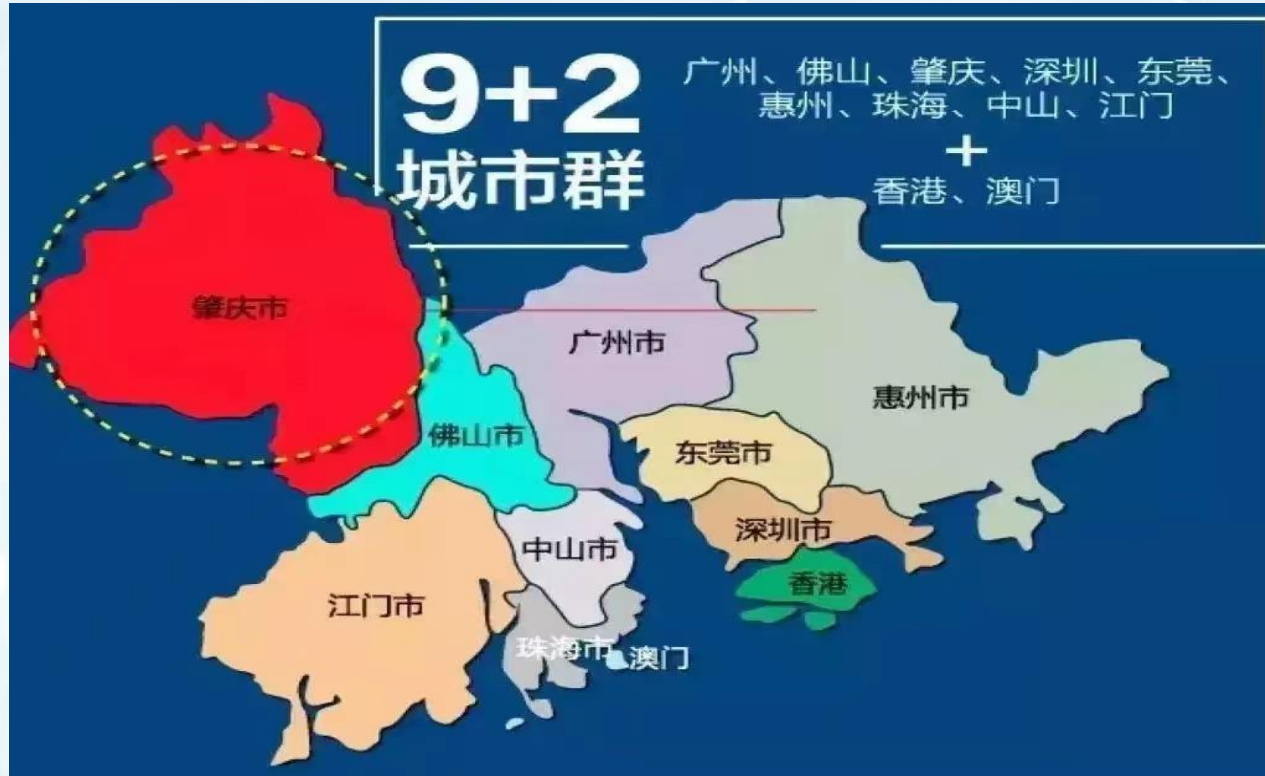 9+2
城市群
广州、佛山、肇庆、深圳、东莞、
惠州、珠海、中山、江门
+
香港、澳门
肇庆市
广州市
惠州市
佛山市
东莞市
深圳市
中山市
香港
江门市
珠海市
澳门